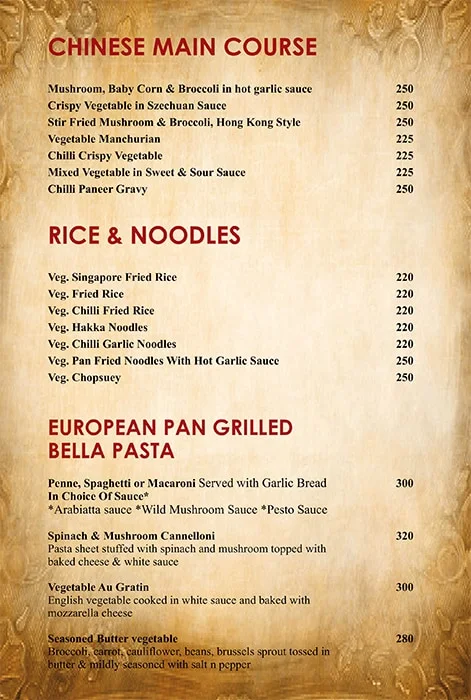 CHINESE MAIN COURSE
Mushroom, Baby Corn & Broccoli in hot garlic sauce 250
Crispy Vegetable in Szechuan Sauce 250
Stir Fried Mushroom & Broccoli, Hong Kong Style 250
Vegetable Manchurian 225
Chilli Crispy Vegetable 225
Mixed Vegetable in Sweet & Sour Sauce 225
Chilli Paneer Gravy 250
RICE & NOODLES
Veg. Singapore Fried Rice 220
Veg. Fried Rice 220
Veg. Chilli Fried Rice 220
Veg. Hakka Noodles 220
Veg. Chilli Garlic Noodles 220
Veg. Pan Fried Noodles With Hot Garlic Sauce 250
Veg. Chopsuey 250
EUROPEAN PAN GRILLED
BELLA PASTA
Penne, Spaghetti or Macaroni Served with Garlic Bread 300
In Choice Of Sauce*
*Arabiatta sauce *Wild Mushroom Sauce *Pesto Sauce
Spinach & Mushroom Cannelloni 320
Pasta sheet stuffed with spinach and mushroom topped with
baked cheese & white sauce
Vegetable Au Gratin 300
English vegetable cooked in white sauce and baked with
mozzarella cheese
Seasoned Butter vegetable 280
Broccoli, carrot, cauliflower, beans, brussels sprout tossed in
butter & mildly seasoned with salt n pepper